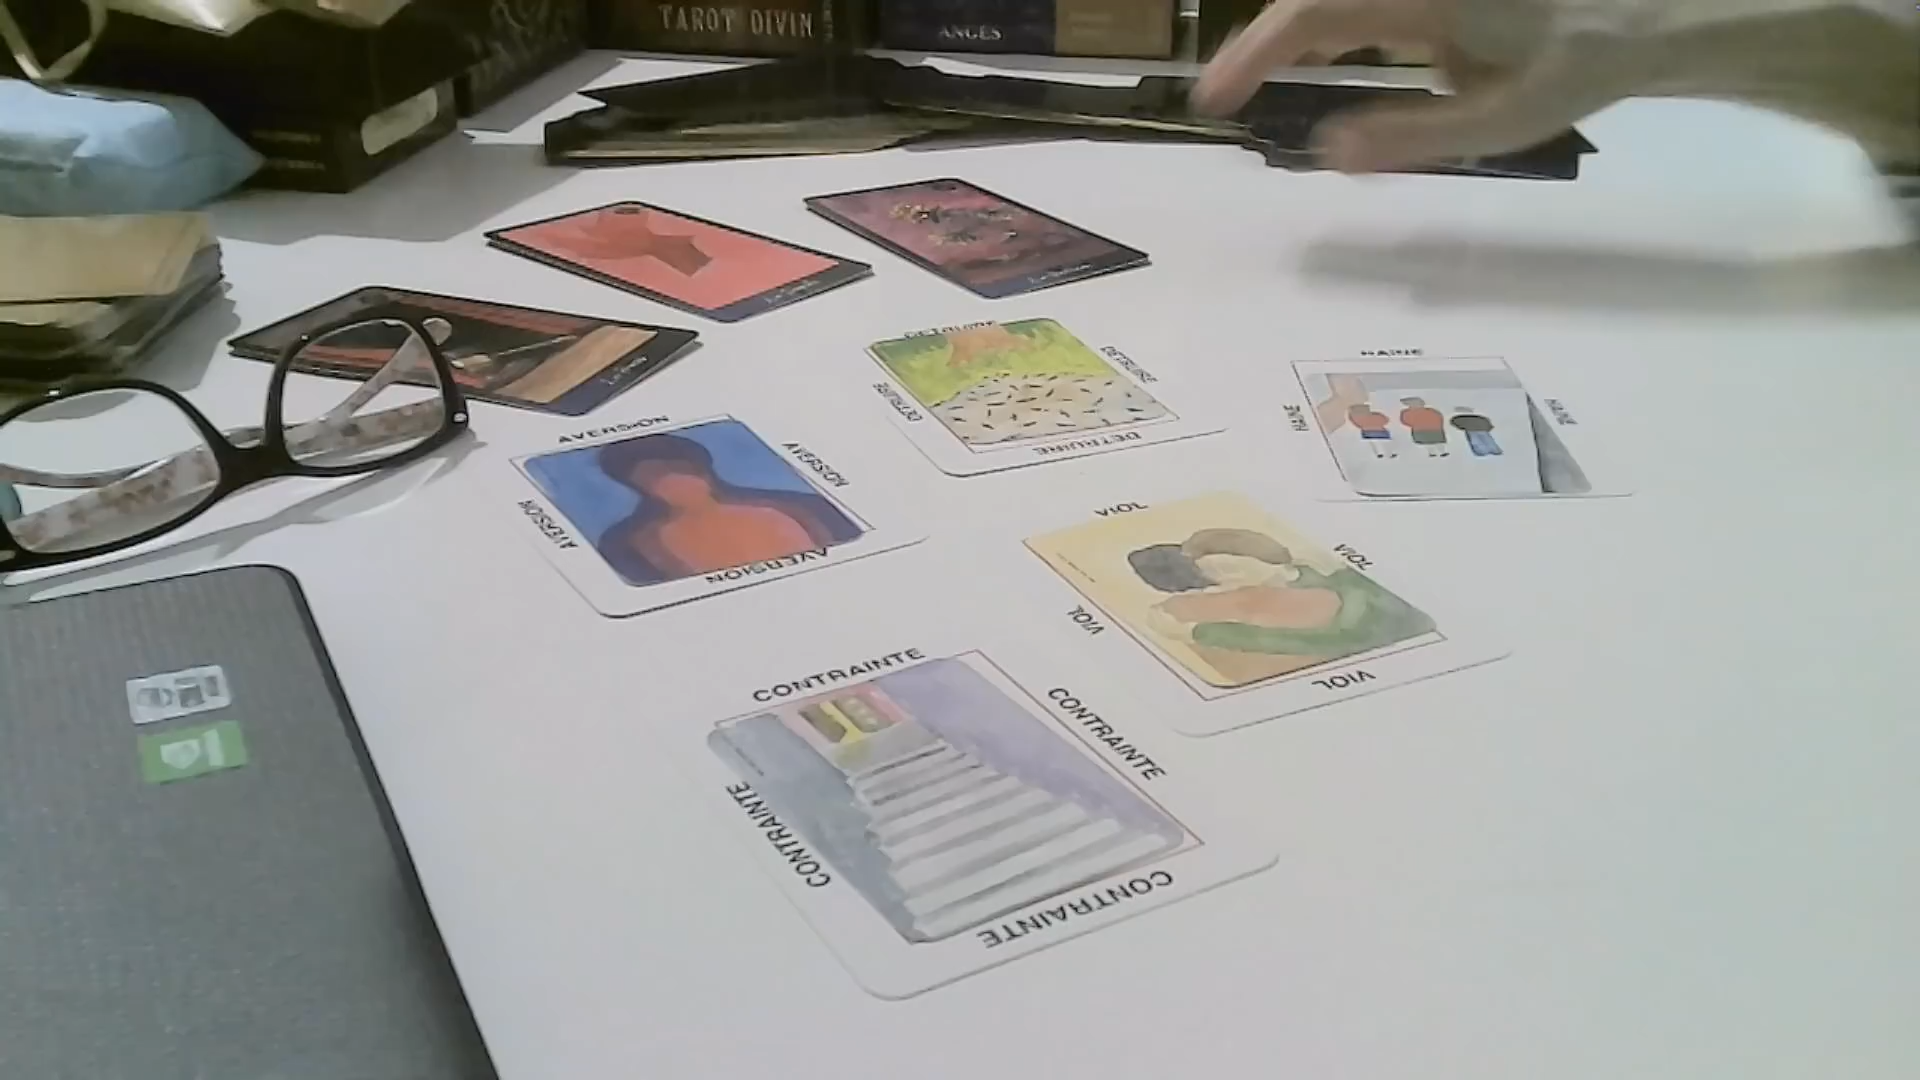 TAROT DIVIN
ANGES
DETRUIRE
DETRUIRE
DETRUIRE
HAINE
HAINE
HAINE
AVERSION
AVERSION
AVERSION
AVERSION
VIOL
VIOL
VIOL
VIOL
CONTRAINTE
CONTRAINTE
CONTRAINTE
CONTRAINTE